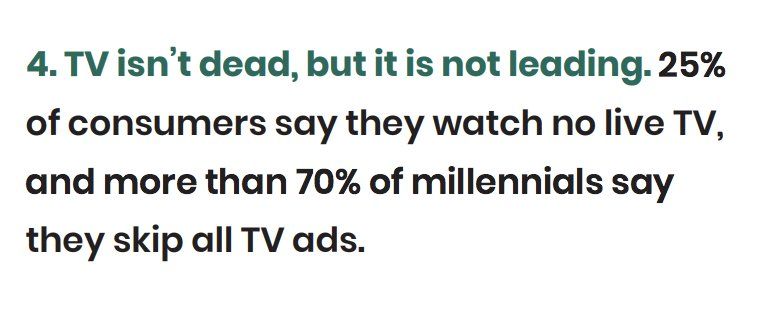 4. TV isn’t dead, but it is not leading. 25%
of consumers say they watch no live TV,
and more than 70% of millennials say
they skip all TV ads.